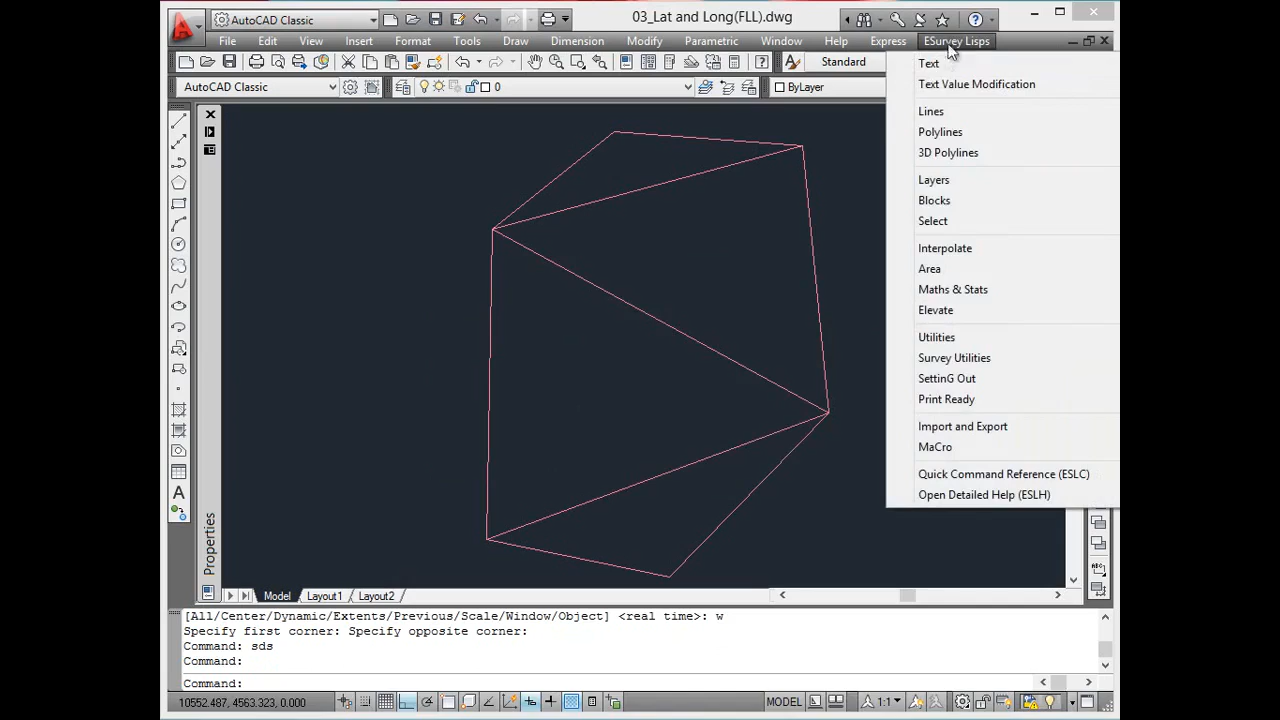 AutoCAD Classic
03_Lat and Long(FLL).dwg
File Edit View Insert Format Tools Draw Dimension Modify Parametric Window Help Express ESurvey Lisps
Standard
AutoCAD Classic
0
ByLayer
Text
Text Value Modification
Lines
Polylines
3D Polylines
Layers
Blocks
Select
Interpolate
Area
Maths & Stats
Elevate
Utilities
Survey Utilities
SettinG Out
Print Ready
Import and Export
MaCro
Quick Command Reference (ESLC)
Open Detailed Help (ESLH)
A
Properties
Model Layout1 Layout2
[All/Center/Dynamic/Extents/Previous/Scale/Window/Object] <real time>: w
Specify first corner: Specify opposite corner:
Command: sds
Command:
Command:
10552.487, 4563.323, 0.000
MODEL
1:1